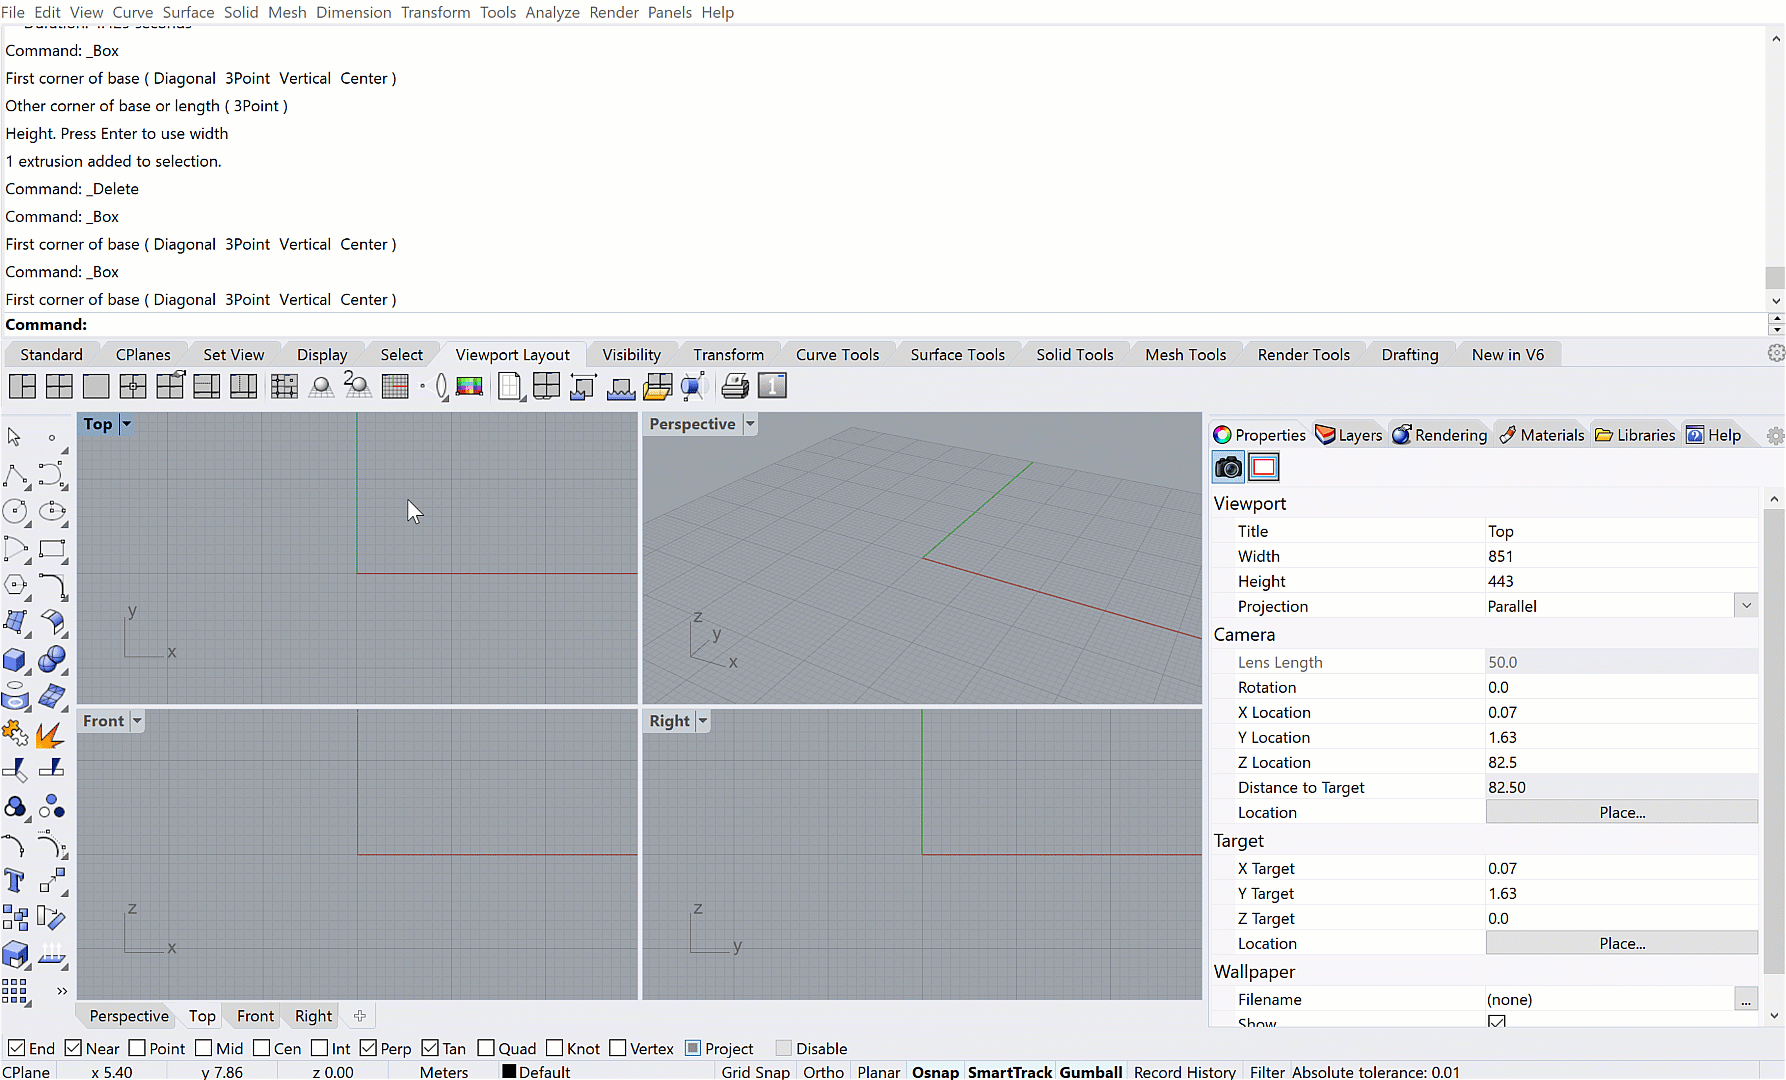 File Edit View Curve Surface Solid Mesh Dimension Transform Tools Analyze Render Panels Help
Duration: 4.425 seconds
Command: _Box
First corner of base ( Diagonal 3Point Vertical Center )
Other corner of base or length ( 3Point )
Height. Press Enter to use width
1 extrusion added to selection.
Command: _Delete
Command: _Box
First corner of base ( Diagonal 3Point Vertical Center )
Command: _Box
First corner of base ( Diagonal 3Point Vertical Center )
Command:
Standard CPlanes Set View Display Select Viewport Layout Visibility Transform Curve Tools Surface Tools Solid Tools Mesh Tools Render Tools Drafting New in V6
2
1
Top
y
x
Perspective
z
y
x
Front
z
x
Right
z
y
Properties Layers Rendering Materials Libraries Help
Viewport
Title Top
Width 851
Height 443
Projection Parallel
Camera
Lens Length 50.0
Rotation 0.0
X Location 0.07
Y Location 1.63
Z Location 82.5
Distance to Target 82.50
Location Place...
Target
X Target 0.07
Y Target 1.63
Z Target 0.0
Location Place...
Wallpaper
Filename (none) ...
Show
Perspective Top Front Right
End Near Point Mid Cen Int Perp Tan Quad Knot Vertex Project Disable
CPlane x 5.40 y 7.86 z 0.00 Meters Default Grid Snap Ortho Planar Osnap SmartTrack Gumball Record History Filter Absolute tolerance: 0.01